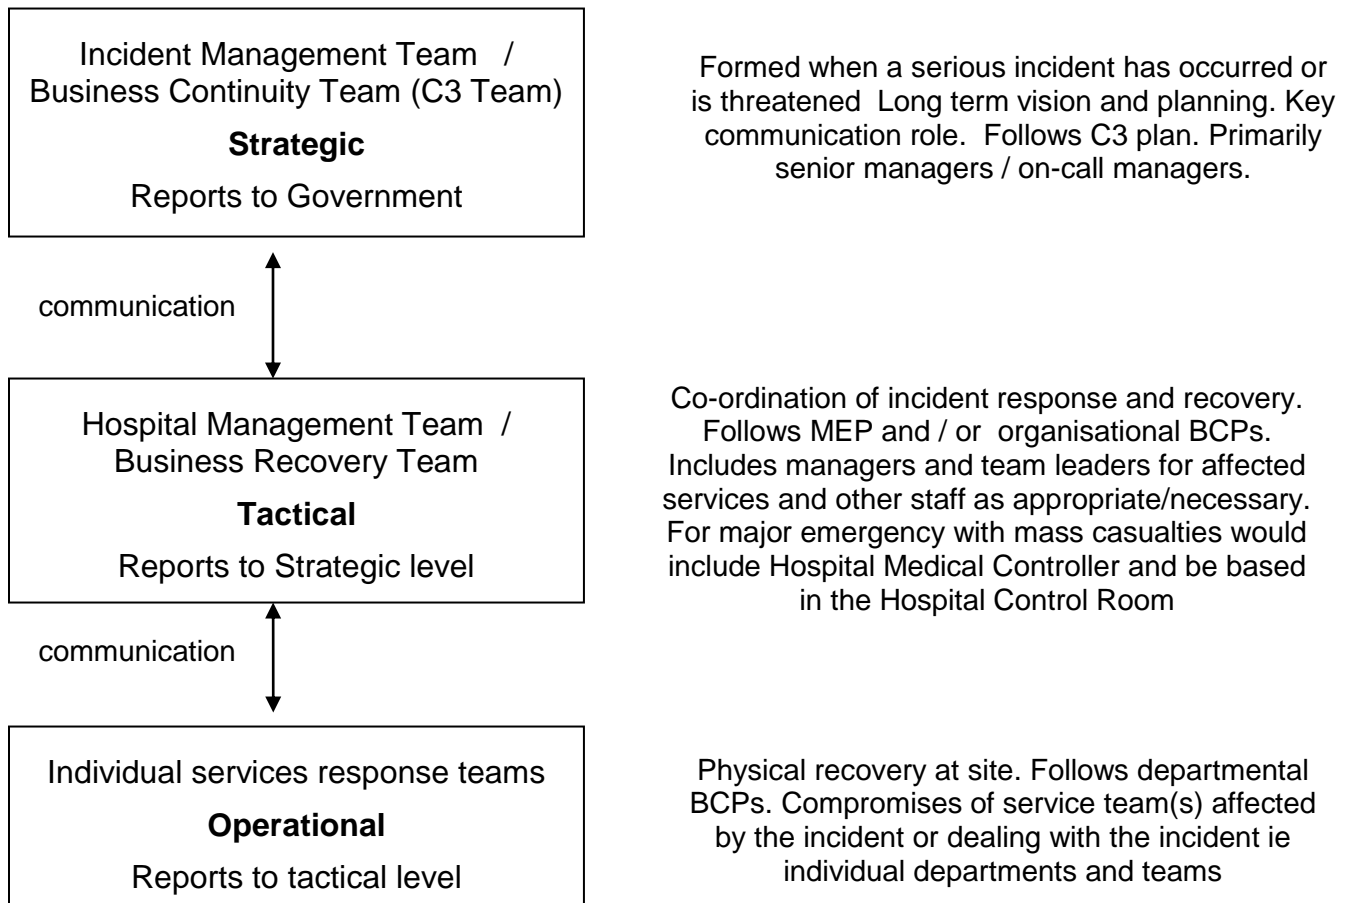 Incident Management Team /
Business Continuity Team (C3 Team)
Strategic
Reports to Government
Formed when a serious incident has occurred or
is threatened Long term vision and planning. Key
communication role. Follows C3 plan. Primarily
senior managers / on-call managers.
communication
Hospital Management Team /
Business Recovery Team
Tactical
Reports to Strategic level
Co-ordination of incident response and recovery.
Follows MEP and / or organisational BCPs.
Includes managers and team leaders for affected
services and other staff as appropriate/necessary.
For major emergency with mass casualties would
include Hospital Medical Controller and be based
in the Hospital Control Room
communication
Individual services response teams
Operational
Reports to tactical level
Physical recovery at site. Follows departmental
BCPs. Compromises of service team(s) affected
by the incident or dealing with the incident ie
individual departments and teams